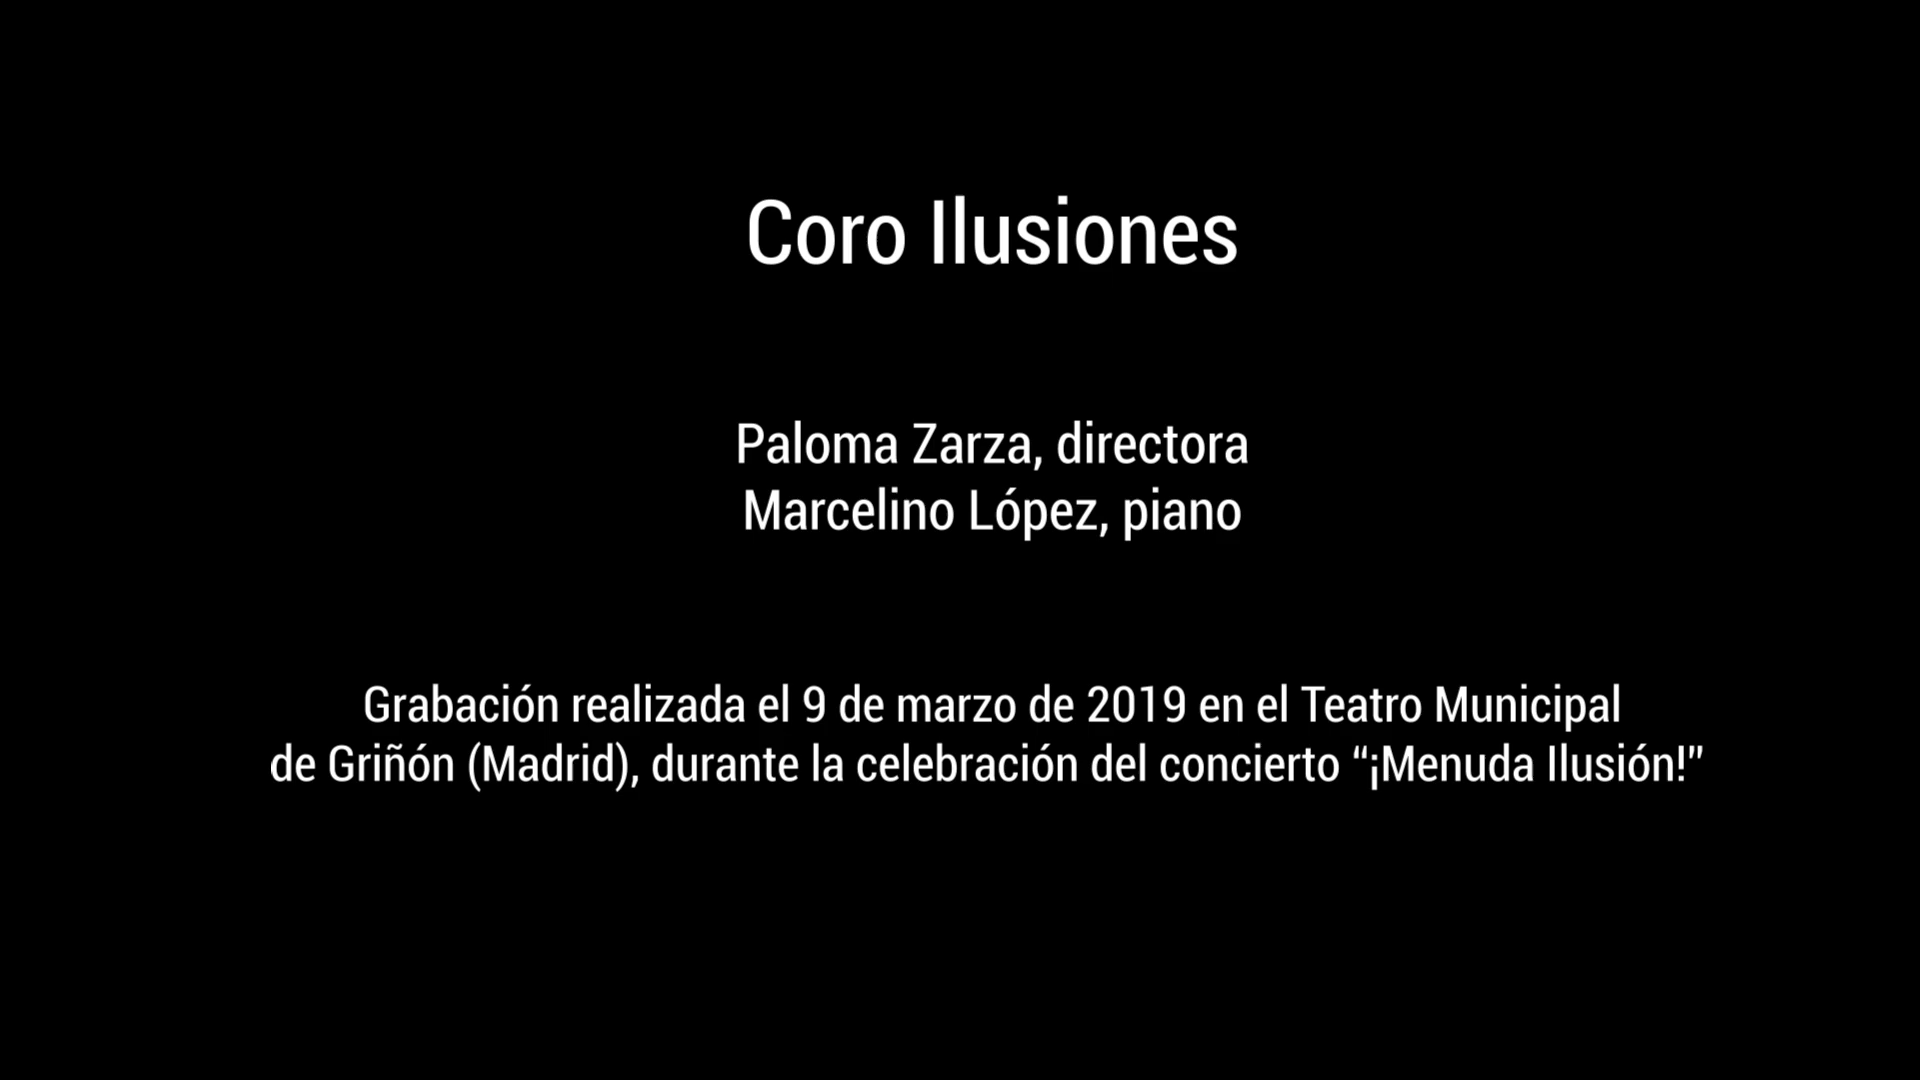 Coro Ilusiones
Paloma Zarza, directora
Marcelino López, piano
Grabación realizada el 9 de marzo de 2019 en el Teatro Municipal
de Griñón (Madrid), durante la celebración del concierto “¡Menuda Ilusión!”